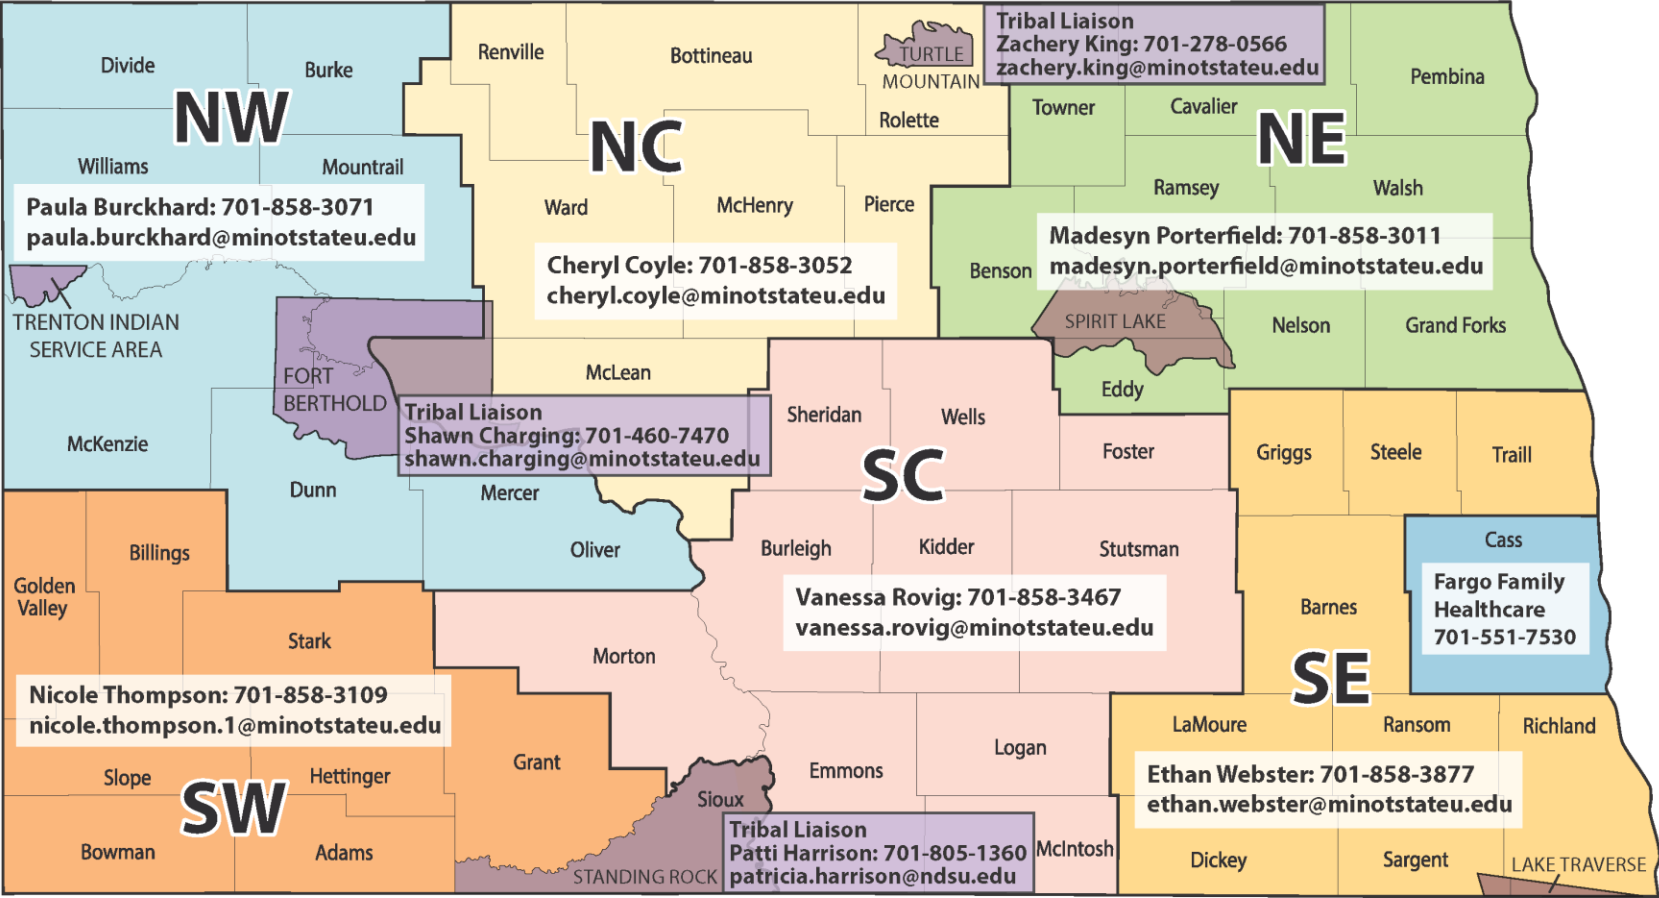 Divide
Burke
NW
Williams
Mountrail
Paula Burckhard: 701-858-3071
paula.burckhard@minotstateu.edu
TRENTON INDIAN
SERVICE AREA
FORT
BERTHOLD
McKenzie
Dunn
Mercer
Oliver
Renville
Bottineau
TURTLE
MOUNTAIN
Rolette
NC
Ward
McHenry
Pierce
Cheryl Coyle: 701-858-3052
cheryl.coyle@minotstateu.edu
McLean
Tribal Liaison
Shawn Charging: 701-460-7470
shawn.charging@minotstateu.edu
Tribal Liaison
Zachery King: 701-278-0566
zachery.king@minotstateu.edu
Pembina
Towner
Cavalier
NE
Ramsey
Walsh
Madesyn Porterfield: 701-858-3011
madesyn.porterfield@minotstateu.edu
Benson
SPIRIT LAKE
Nelson
Grand Forks
Eddy
Sheridan
Wells
Foster
SC
Burleigh
Kidder
Stutsman
Vanessa Rovig: 701-858-3467
vanessa.rovig@minotstateu.edu
Morton
Emmons
Logan
McIntosh
Griggs
Steele
Traill
Cass
Fargo Family
Healthcare
701-551-7530
Barnes
SE
LaMoure
Ransom
Richland
Ethan Webster: 701-858-3877
ethan.webster@minotstateu.edu
Dickey
Sargent
LAKE TRAVERSE
Golden
Valley
Billings
Stark
Nicole Thompson: 701-858-3109
nicole.thompson.1@minotstateu.edu
Slope
Hettinger
Grant
SW
Bowman
Adams
Sioux
STANDING ROCK
Tribal Liaison
Patti Harrison: 701-805-1360
patricia.harrison@ndsu.edu